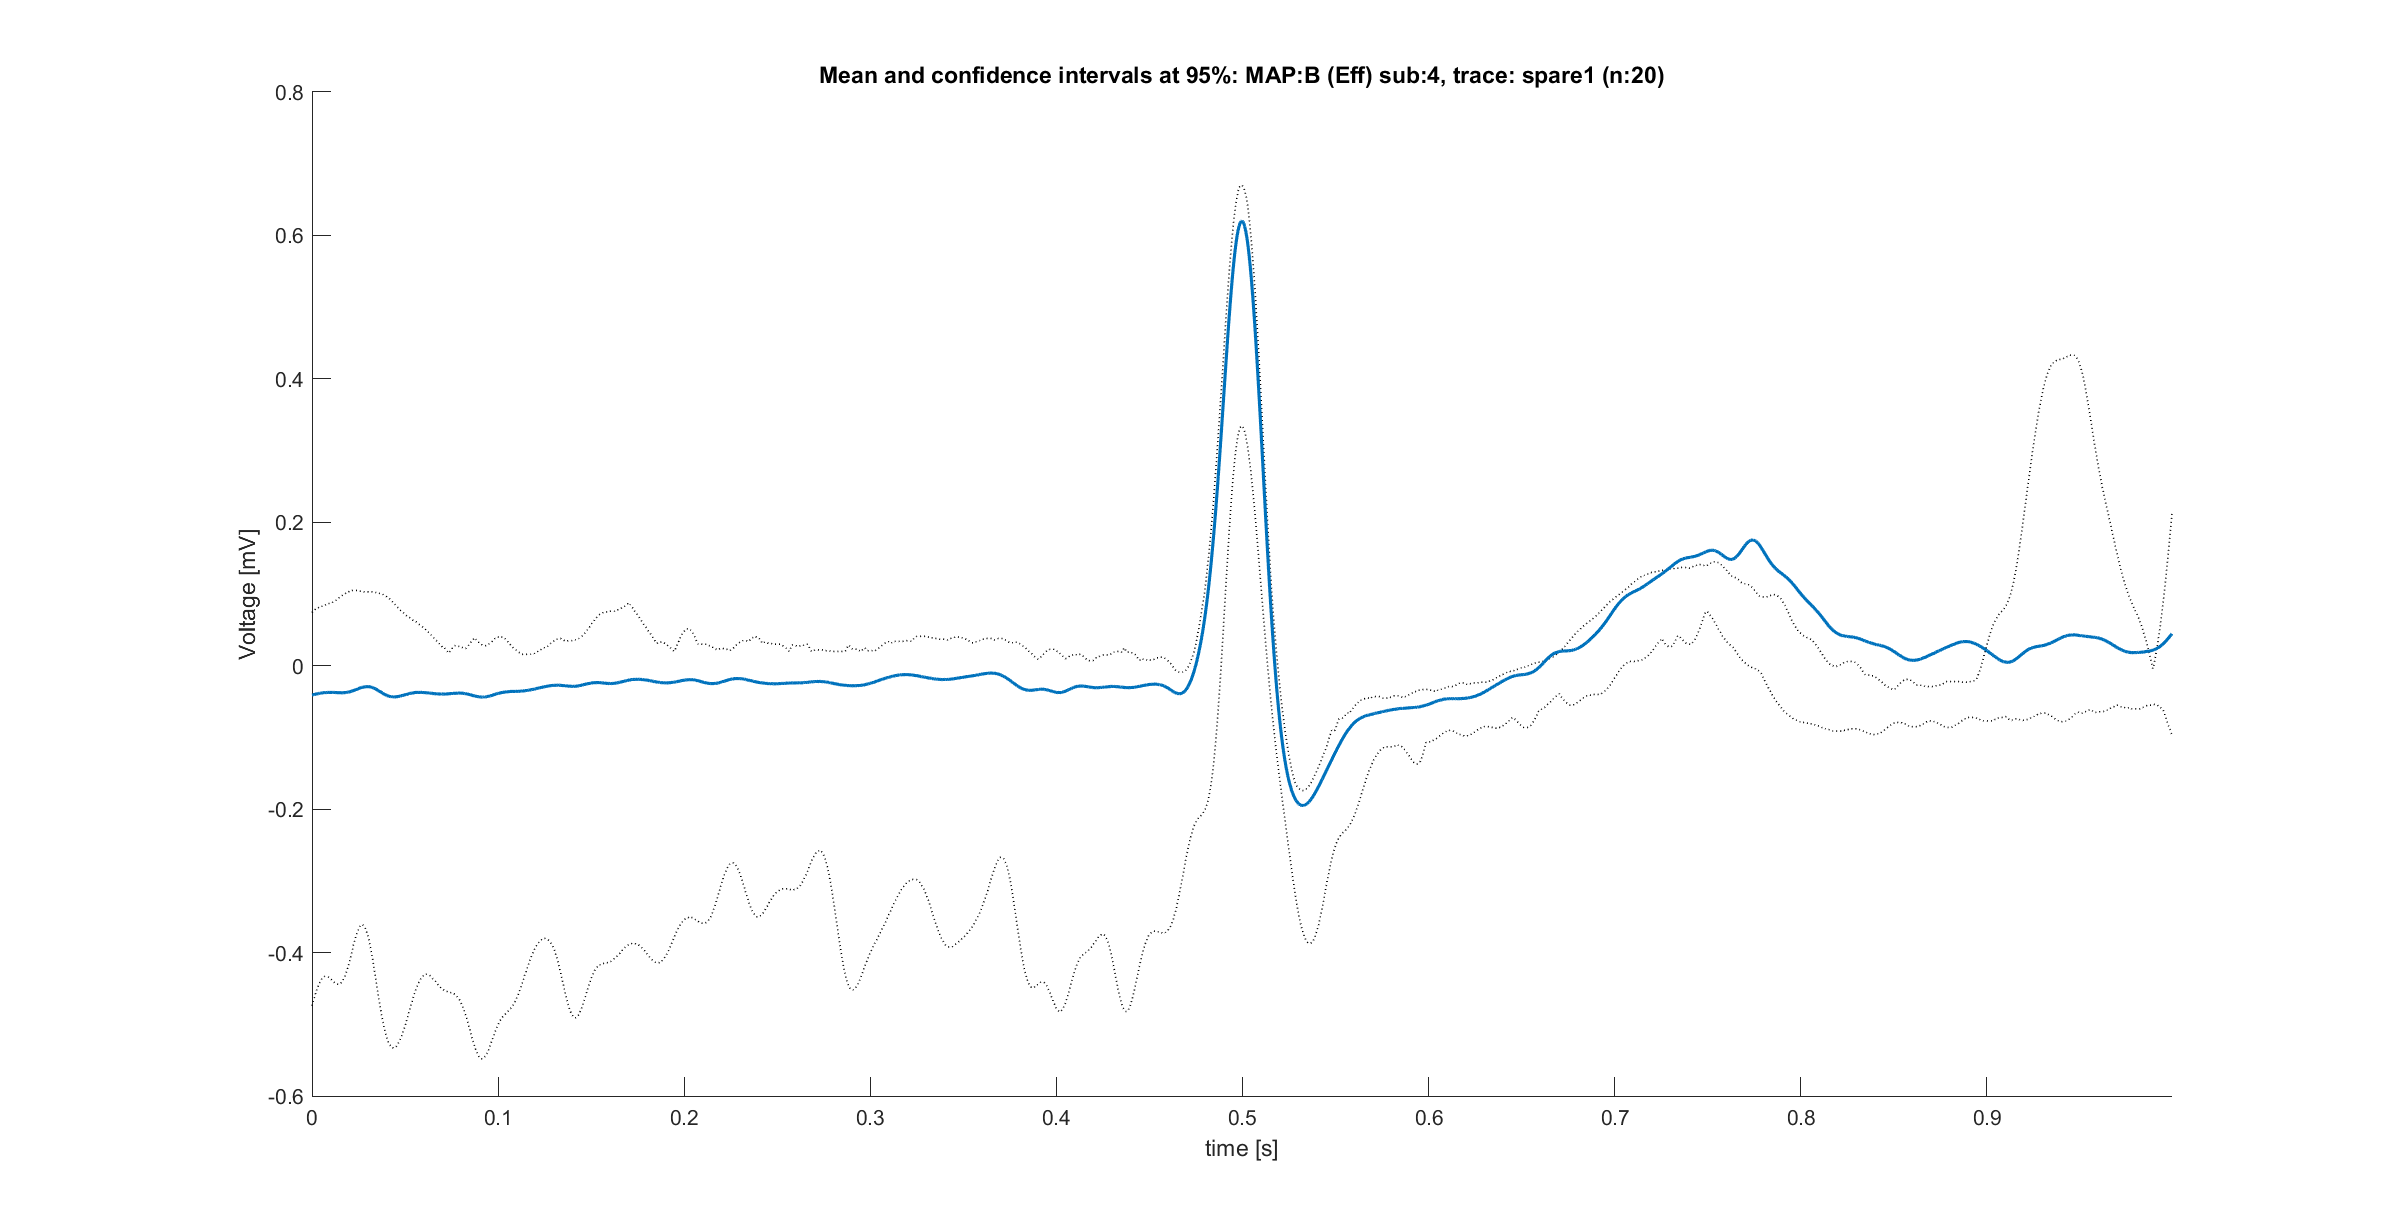 Mean and confidence intervals at 95%: MAP:B (Eff) sub:4, trace: spare1 (n:20)
0.8
0.6
0.4
0.2
0
-0.2
-0.4
-0.6
Voltage [mV]
0 0.1 0.2 0.3 0.4 0.5 0.6 0.7 0.8 0.9
time [s]